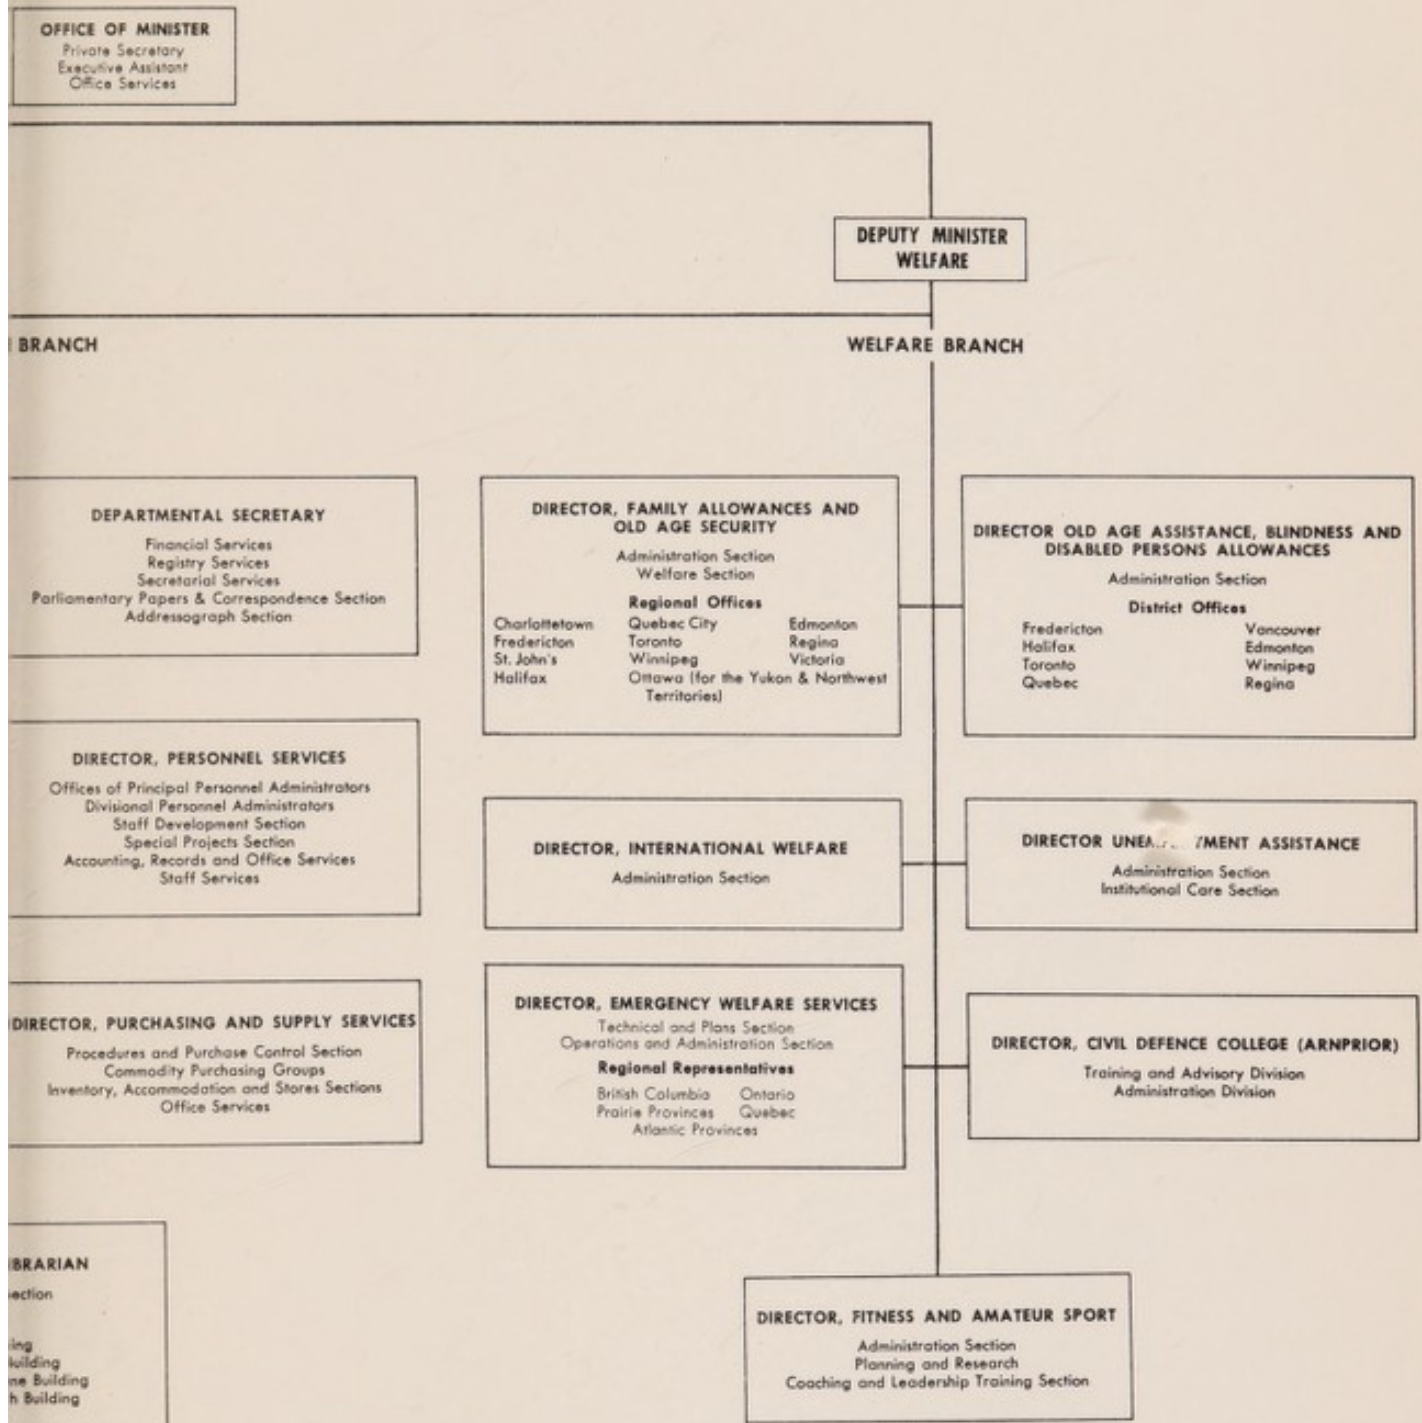 OFFICE OF MINISTER
Private Secretary
Executive Assistant
Office Services
DEPUTY MINISTER
WELFARE
BRANCH
WELFARE BRANCH
DEPARTMENTAL SECRETARY
Financial Services
Registry Services
Secretarial Services
Parliamentary Papers & Correspondence Section
Addressograph Section
DIRECTOR, FAMILY ALLOWANCES AND
OLD AGE SECURITY
Administration Section
Welfare Section
Regional Offices
Charlottetown Quebec City Edmonton
Fredericton Toronto Regina
St. John's Winnipeg Victoria
Halifax Ottawa (for the Yukon & Northwest
Territories)
DIRECTOR OLD AGE ASSISTANCE, BLINDNESS AND
DISABLED PERSONS ALLOWANCES
Administration Section
District Offices
Fredericton Vancouver
Halifax Edmonton
Toronto Winnipeg
Quebec Regina
DIRECTOR, PERSONNEL SERVICES
Offices of Principal Personnel Administrators
Divisional Personnel Administrators
Staff Development Section
Special Projects Section
Accounting, Records and Office Services
Staff Services
DIRECTOR, INTERNATIONAL WELFARE
Administration Section
DIRECTOR ASSISTANCE
Administration Section
Institutional Care Section
DIRECTOR, PURCHASING AND SUPPLY SERVICES
Procedures and Purchase Control Section
Commodity Purchasing Groups
Inventory, Accommodation and Stores Sections
Office Services
DIRECTOR, EMERGENCY WELFARE SERVICES
Technical and Plans Section
Operations and Administration Section
Regional Representatives
British Columbia Ontario
Prairie Provinces Quebec
Atlantic Provinces
DIRECTOR, CIVIL DEFENCE COLLEGE (ARNPRIOR)
Training and Advisory Division
Administration Division
BRARIAN
ection
ing
uilding
ne Building
h Building
DIRECTOR, FITNESS AND AMATEUR SPORT
Administration Section
Planning and Research
Coaching and Leadership Training Section